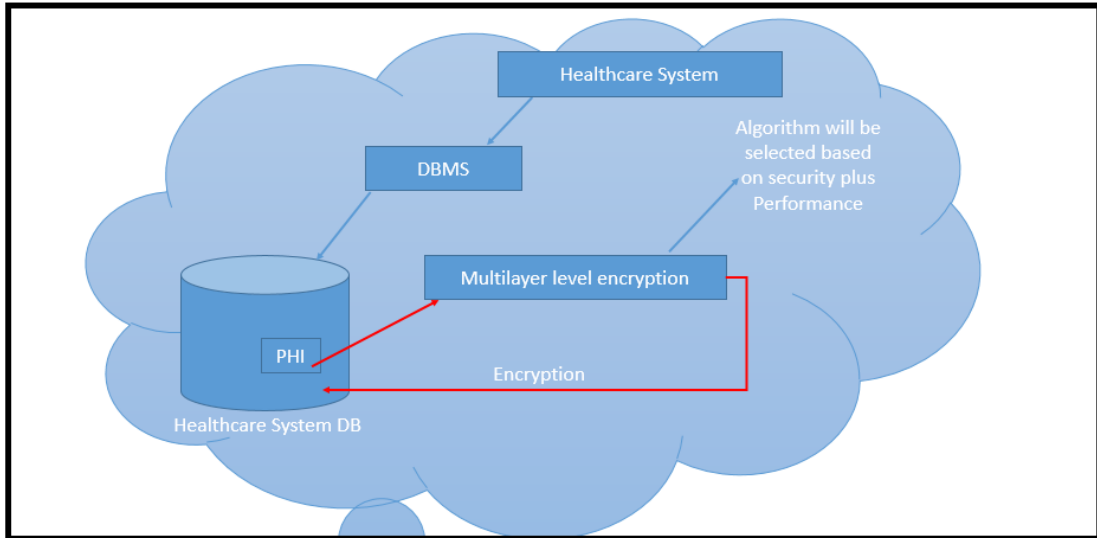 Healthcare System
Algorithm will be
selected based
on security plus
Performance
DBMS
Multilayer level encryption
PHI
Encryption
Healthcare System DB